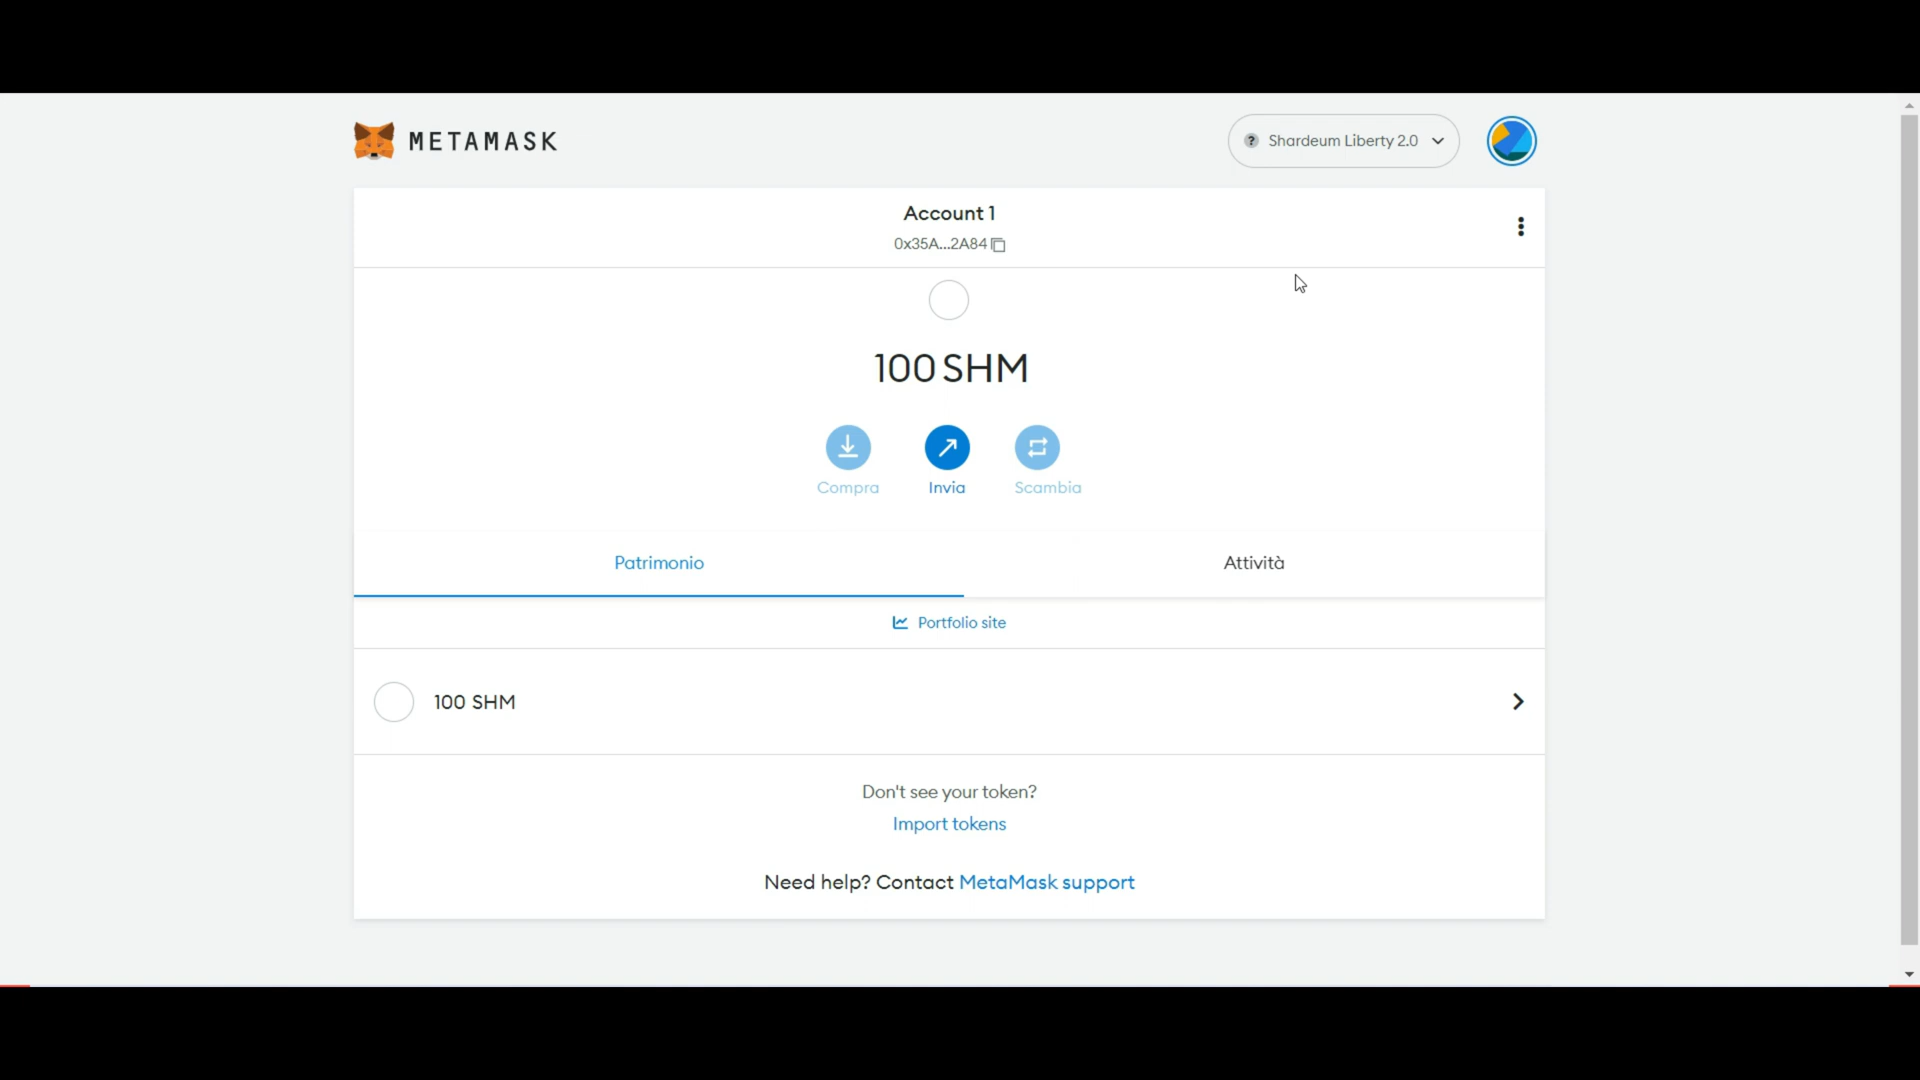 METAMASK
? Shardeum Liberty 2.0
Account 1
0x35A...2A84
100 SHM
Compra
Invia
Scambia
Patrimonio
Attività
Portfolio site
100 SHM
Don't see your token?
Import tokens
Need help? Contact MetaMask support